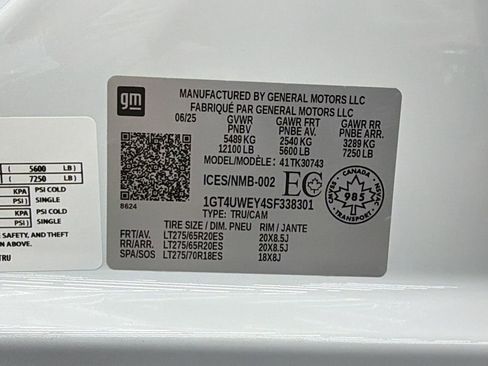 gm
MANUFACTURED BY GENERAL MOTORS LLC
FABRIQUÉ PAR GENERAL MOTORS LLC
06/25 GVWR GAWR FRT GAWR RR
PNBV PNBE AV. PNBE ARR.
5489 KG 2540 KG 3289 KG
12100 LB 5600 LB 7250 LB
MODEL/MODÈLE: 41TK30743
ICES/NMB-002 EC
CANADA
985
CMVSS NSVAC
8624
1GT4UWEY4SF338301
TYPE: TRU/CAM
TIRE SIZE / DIM. PNEU RIM / JANTE
FRT/AV. LT275/65R20ES 20X8.5J
RR/ARR. LT275/65R20ES 20X8.5J
SPA/SOS LT275/70R18ES 18X8J
( 5600 LB)
( 7250 LB)
KPA PSI COLD
PSI) SINGLE
KPA PSI COLD
PSI) SINGLE
SAFETY, AND THEFT
OWN ABOVE.
TRU